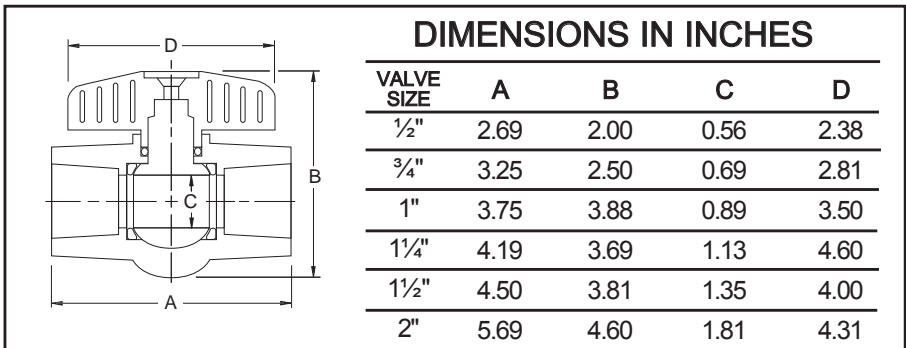 DIMENSIONS IN INCHES
VALVE SIZE A B C D
½" 2.69 2.00 0.56 2.38
¾" 3.25 2.50 0.69 2.81
1" 3.75 3.88 0.89 3.50
1¼" 4.19 3.69 1.13 4.60
1½" 4.50 3.81 1.35 4.00
2" 5.69 4.60 1.81 4.31
D
B
C
A